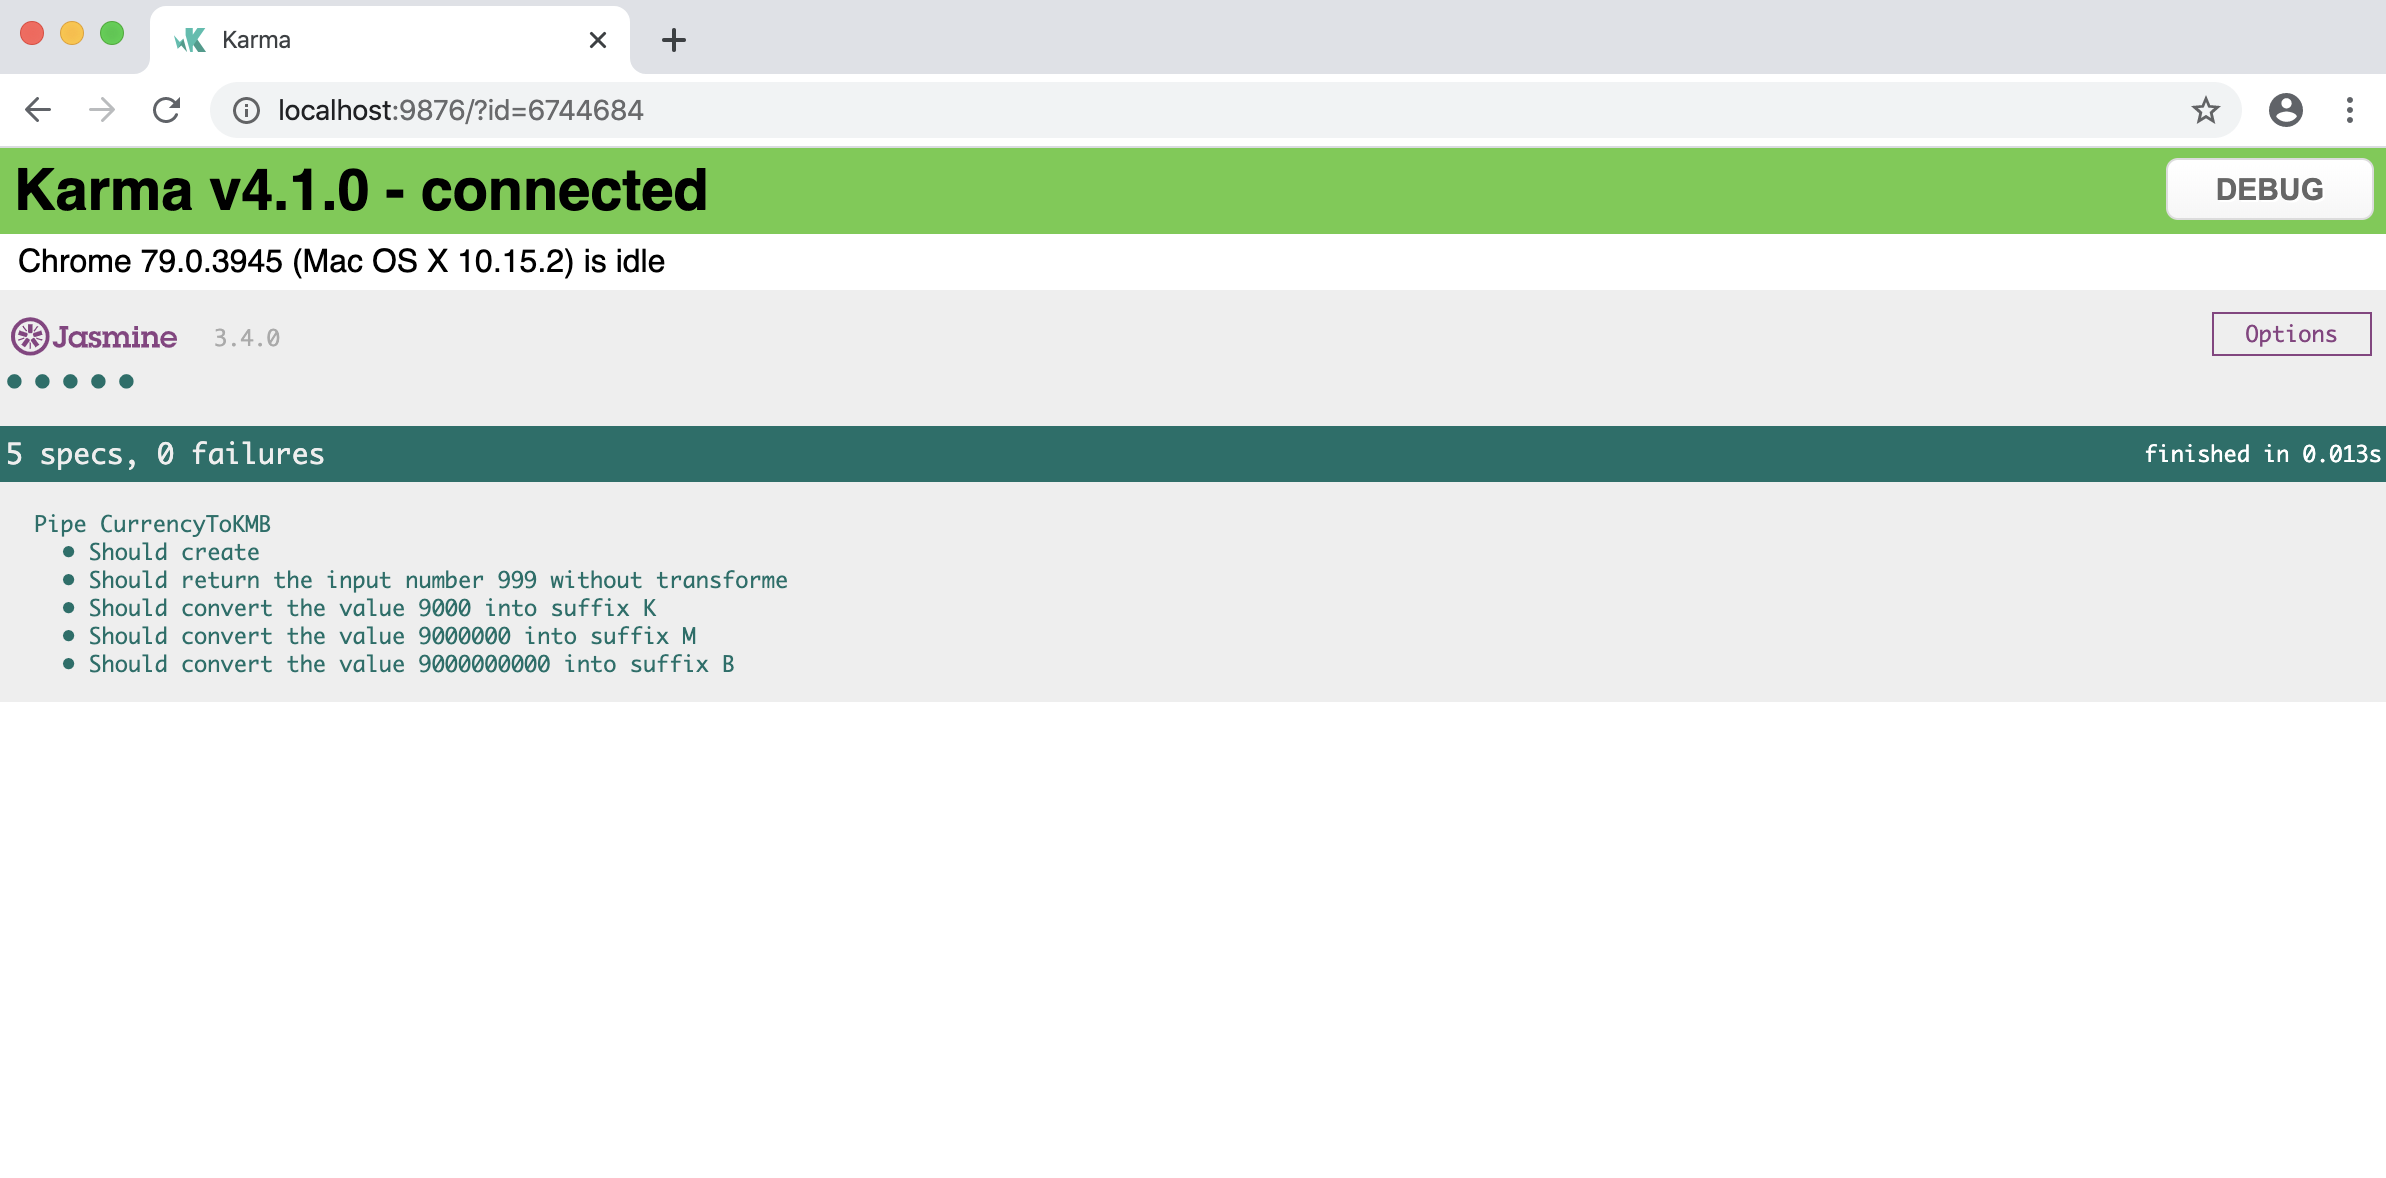 Karma
localhost:9876/?id=6744684
Karma v4.1.0 - connected
DEBUG
Chrome 79.0.3945 (Mac OS X 10.15.2) is idle
Jasmine 3.4.0
Options
5 specs, 0 failures
finished in 0.013s
Pipe CurrencyToKMB
• Should create
• Should return the input number 999 without transforme
• Should convert the value 9000 into suffix K
• Should convert the value 9000000 into suffix M
• Should convert the value 9000000000 into suffix B